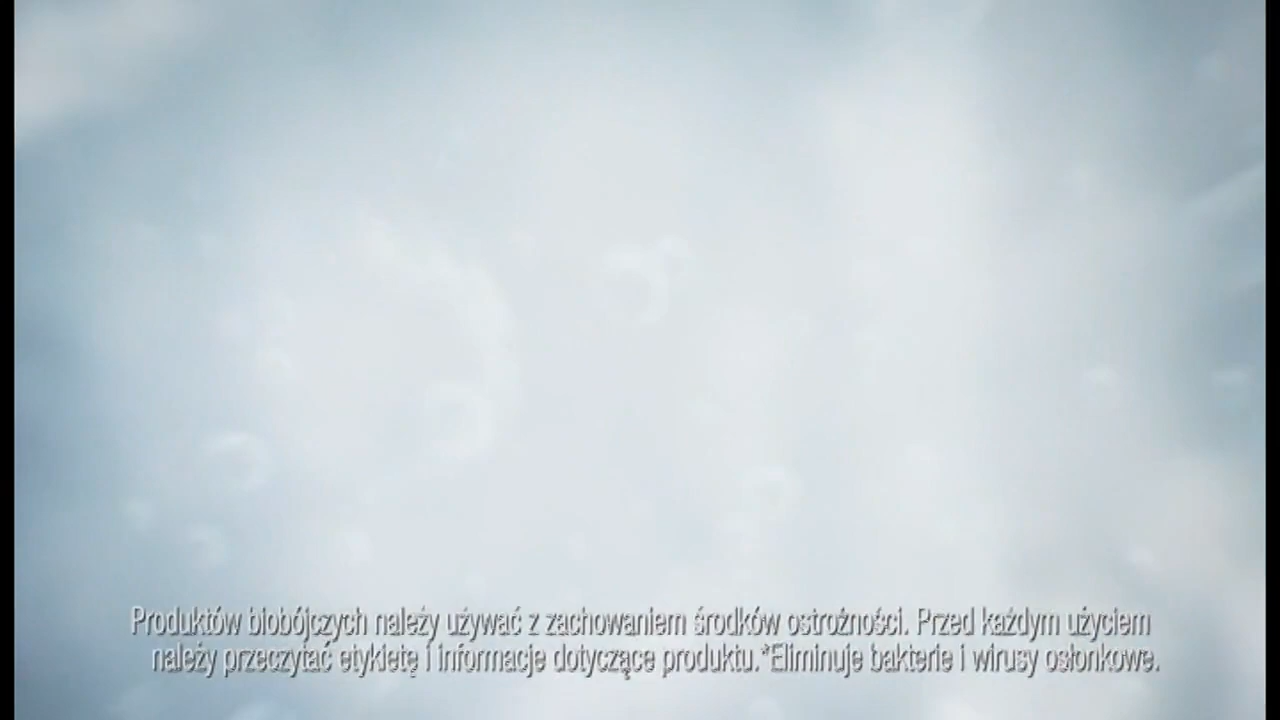 Produktów biobójczych należy używać z zachowaniem środków ostrożności. Przed każdym użyciem
należy przeczytać etykietę i informacje dotyczące produktu.*Eliminuje bakterie i wirusy osłonkowe.